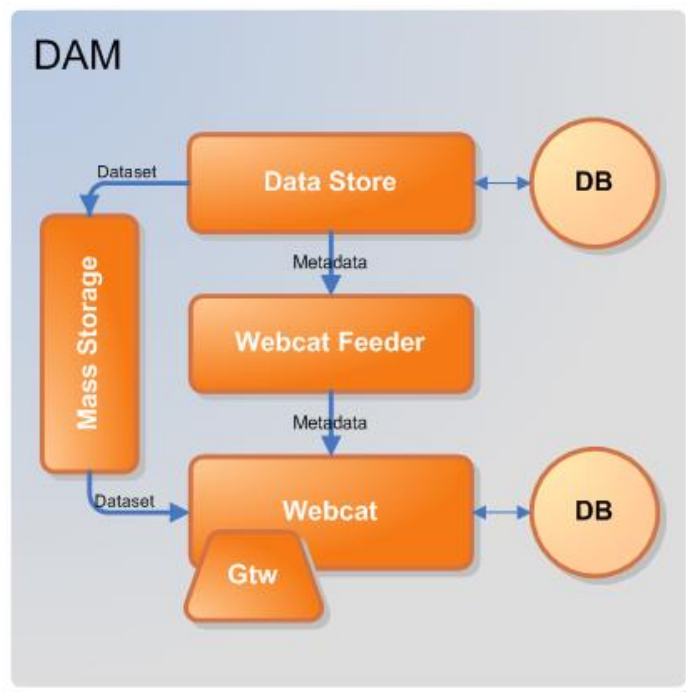 DAM
Dataset
Data Store
DB
Metadata
Mass Storage
Webcat Feeder
Metadata
Dataset
Webcat
DB
Gtw